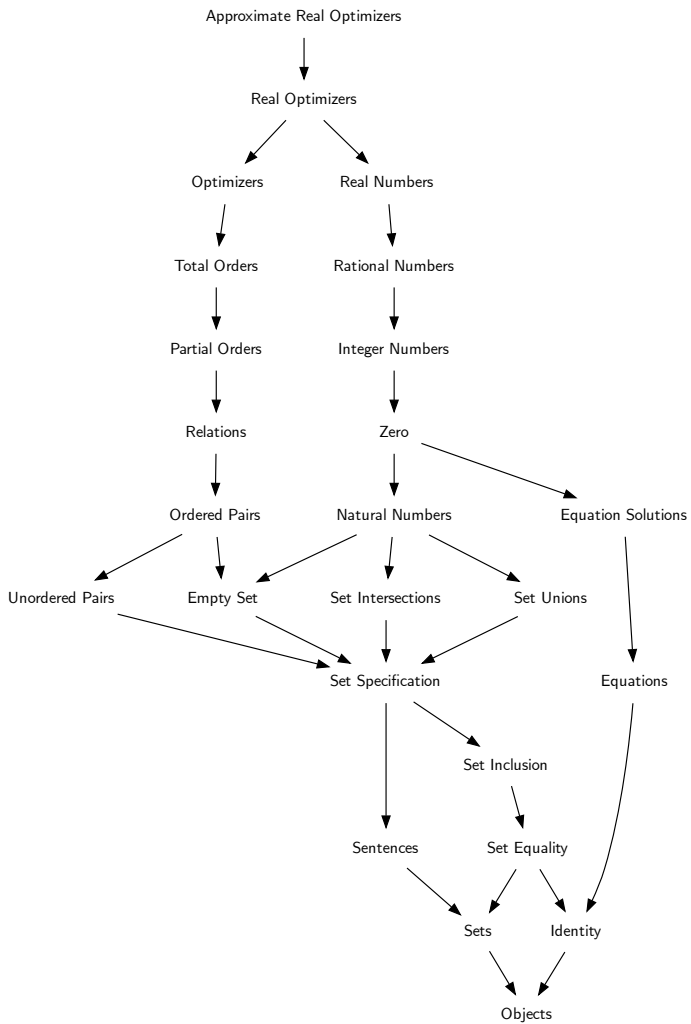 Approximate Real Optimizers
Real Optimizers
Optimizers
Real Numbers
Total Orders
Rational Numbers
Partial Orders
Integer Numbers
Relations
Zero
Ordered Pairs
Natural Numbers
Equation Solutions
Unordered Pairs
Empty Set
Set Intersections
Set Unions
Set Specification
Equations
Set Inclusion
Sentences
Set Equality
Sets
Identity
Objects